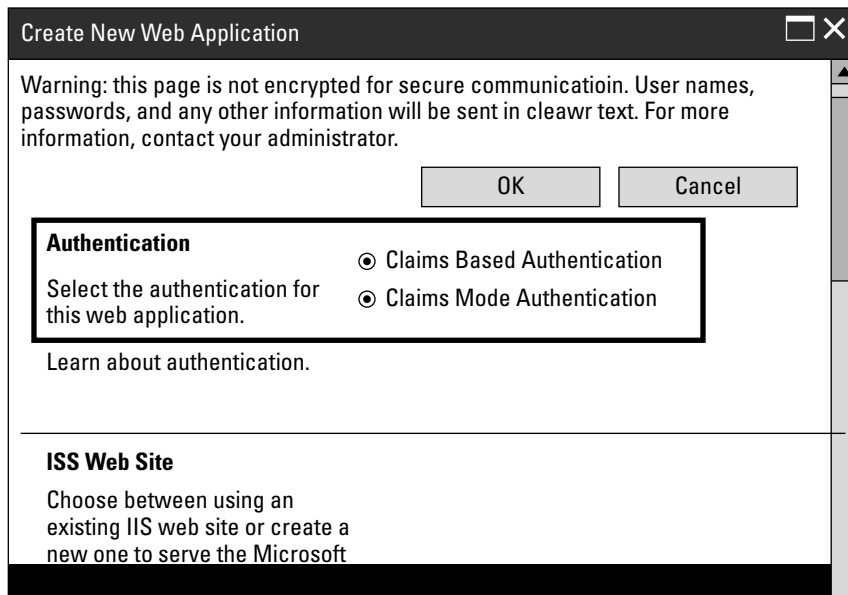 Create New Web Application
Warning: this page is not encrypted for secure communicatioin. User names,
passwords, and any other information will be sent in cleawr text. For more
information, contact your administrator.
OK
Cancel
Authentication
Select the authentication for
this web application.
Claims Based Authentication
Claims Mode Authentication
Learn about authentication.
ISS Web Site
Choose between using an
existing IIS web site or create a
new one to serve the Microsoft